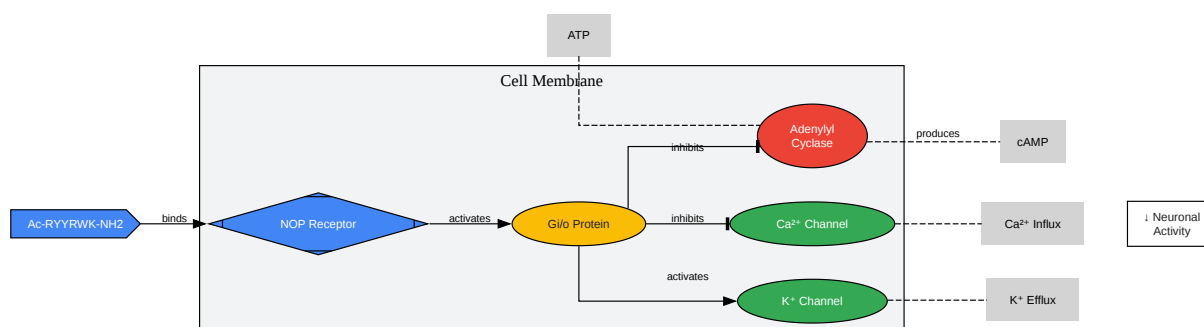 ATP
Cell Membrane
Adenylyl
Cyclase
produces
cAMP
inhibits
Ac-RYYRWK-NH2
binds
NOP Receptor
activates
Gi/o Protein
inhibits
Ca²⁺ Channel
Ca²⁺ Influx
↓ Neuronal
Activity
activates
K⁺ Channel
K⁺ Efflux